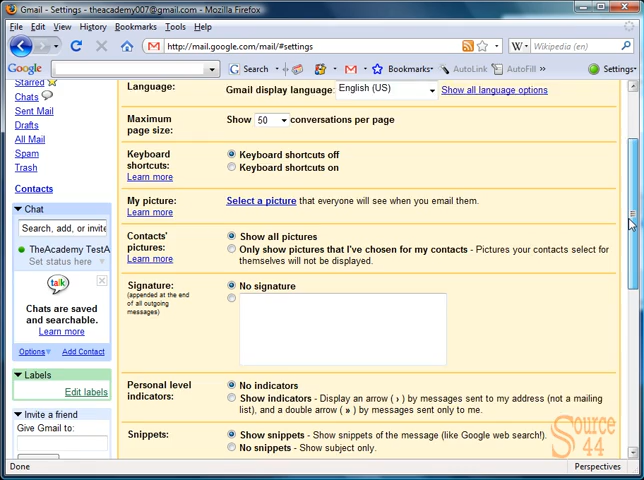 Gmail - Settings - theacademy007@gmail.com - Mozilla Firefox
File Edit View History Bookmarks Tools Help
http://mail.google.com/mail/#settings
Wikipedia (en)
Google
Search Bookmarks AutoLink AutoFill Settings
Starred
Chats
Sent Mail
Drafts
All Mail
Spam
Trash
Contacts
Chat
Search, add, or invite
TheAcademy TestA
Set status here
talk
Chats are saved
and searchable.
Learn more
Options Add Contact
Labels
Edit labels
Invite a friend
Give Gmail to:
Language: Gmail display language: English (US) Show all language options
Maximum
page size: Show 50 conversations per page
Keyboard
shortcuts:
Learn more
Keyboard shortcuts off
Keyboard shortcuts on
My picture:
Learn more
Select a picture that everyone will see when you email them.
Contacts'
pictures:
Learn more
Show all pictures
Only show pictures that I've chosen for my contacts - Pictures your contacts select for
themselves will not be displayed.
Signature:
(appended at the end
of all outgoing
messages)
No signature
Personal level
indicators:
No indicators
Show indicators - Display an arrow ( › ) by messages sent to my address (not a mailing
list), and a double arrow ( » ) by messages sent only to me.
Snippets:
Show snippets - Show snippets of the message (like Google web search!).
No snippets - Show subject only.
Source
44
Done
Perspectives